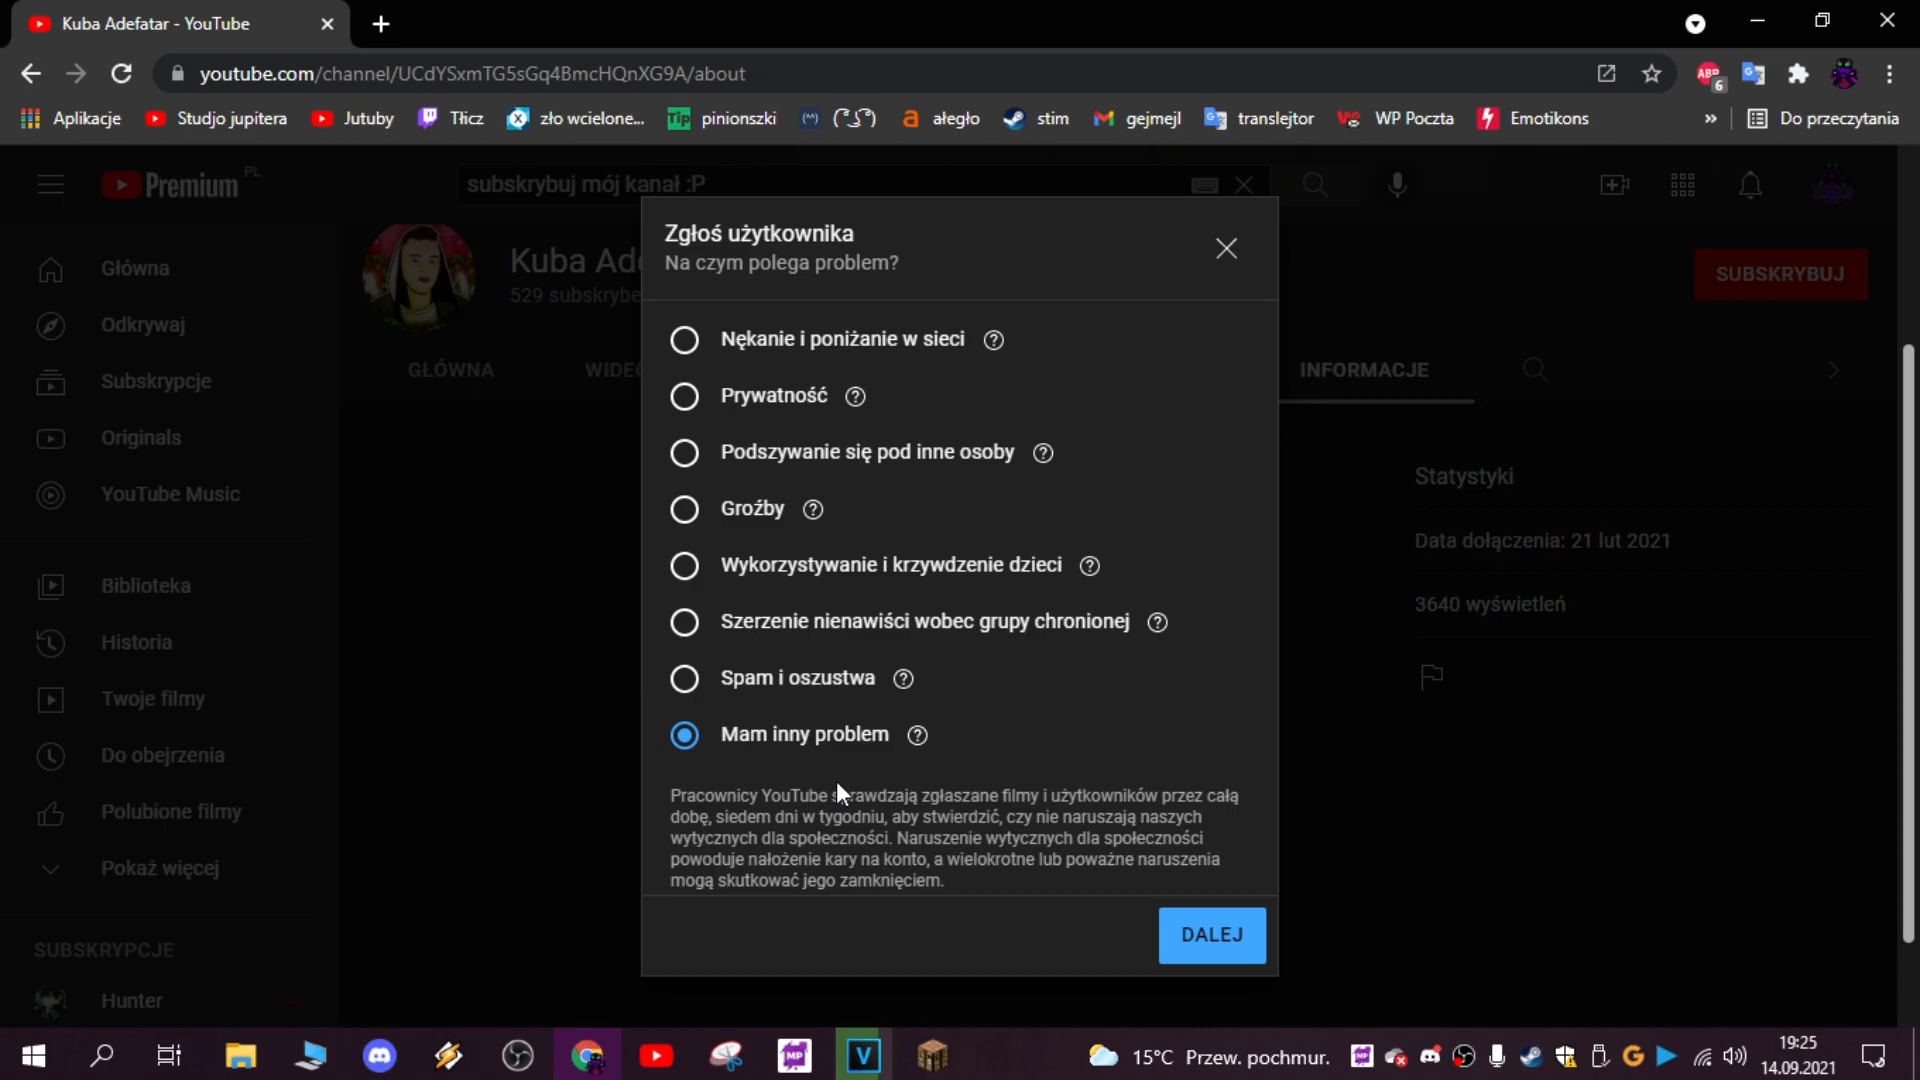 Kuba Adefatar - YouTube
youtube.com/channel/UCdYSxmTG5sGq4BmcHQnXG9A/about
ABP
6
Aplikacje
Studjo jupitera
Jutuby
Tłicz
zło wcielone...
pinionszki
( ͡° ͜ʖ ͡°)
ałegło
stim
gejmejl
translejtor
WP Poczta
Emotikons
»
Do przeczytania
Premium PL
subskrybuj mój kanał :P
Główna
Odkrywaj
Subskrypcje
Originals
YouTube Music
Biblioteka
Historia
Twoje filmy
Do obejrzenia
Polubione filmy
Pokaż więcej
SUBSKRYPCJE
Hunter
Kuba Ad
529 subskrybe
SUBSKRYBUJ
GŁÓWNA
WIDEO
INFORMACJE
Statystyki
Data dołączenia: 21 lut 2021
3640 wyświetleń
Zgłoś użytkownika
Na czym polega problem?
Nękanie i poniżanie w sieci
Prywatność
Podszywanie się pod inne osoby
Groźby
Wykorzystywanie i krzywdzenie dzieci
Szerzenie nienawiści wobec grupy chronionej
Spam i oszustwa
Mam inny problem
Pracownicy YouTube sprawdzają zgłaszane filmy i użytkowników przez całą
dobę, siedem dni w tygodniu, aby stwierdzić, czy nie naruszają naszych
wytycznych dla społeczności. Naruszenie wytycznych dla społeczności
powoduje nałożenie kary na konto, a wielokrotne lub poważne naruszenia
mogą skutkować jego zamknięciem.
DALEJ
15°C Przew. pochmur.
19:25
14.09.2021